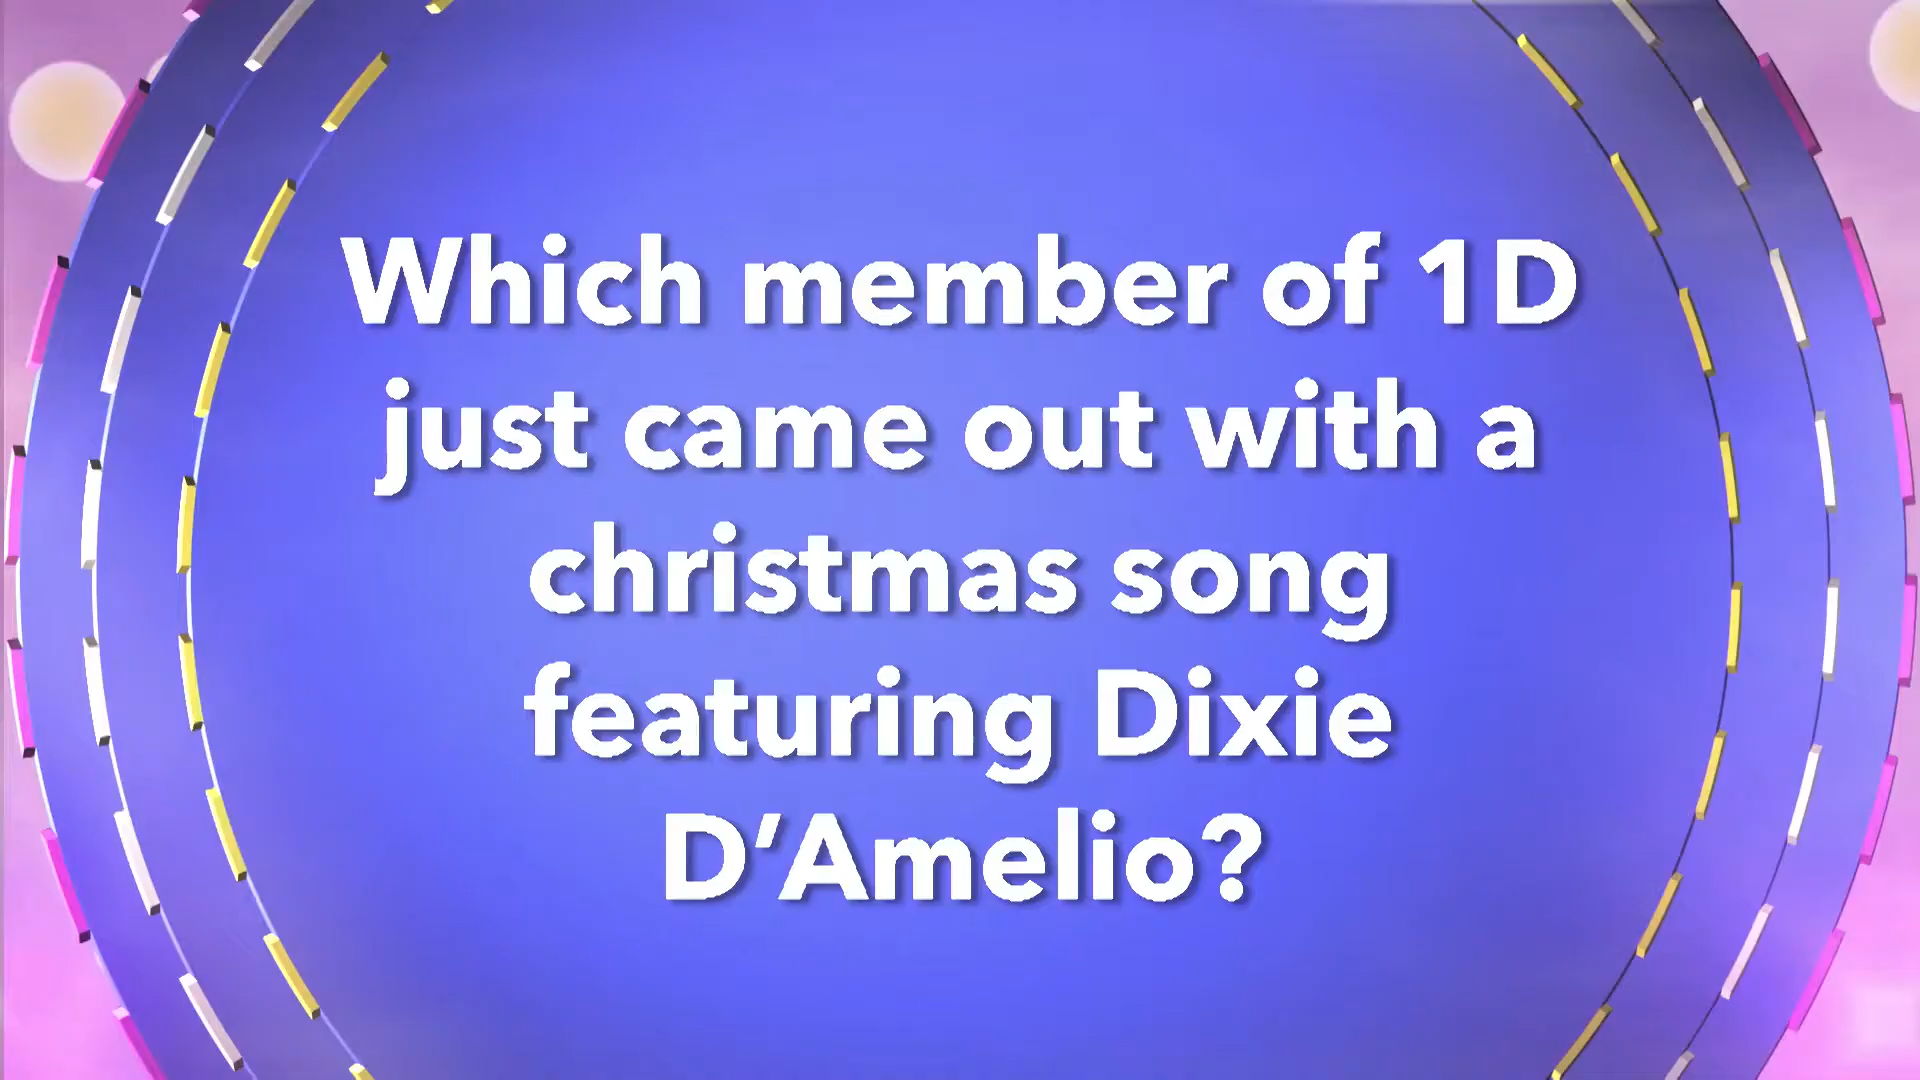 Which member of 1D
just came out with a
christmas song
featuring Dixie
D’Amelio?